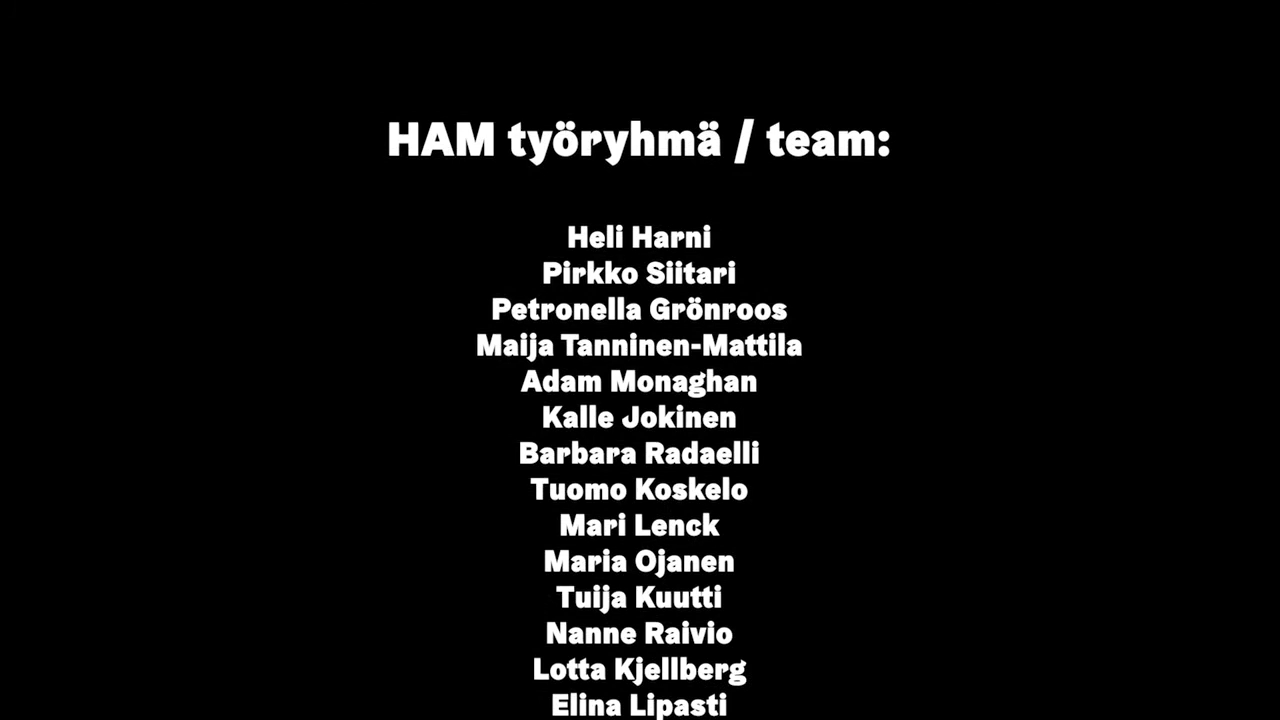 HAM työryhmä / team:
Heli Harni
Pirkko Siitari
Petronella Grönroos
Maija Tanninen-Mattila
Adam Monaghan
Kalle Jokinen
Barbara Radaelli
Tuomo Koskelo
Mari Lenck
Maria Ojanen
Tuija Kuutti
Nanne Raivio
Lotta Kjellberg
Elina Lipasti